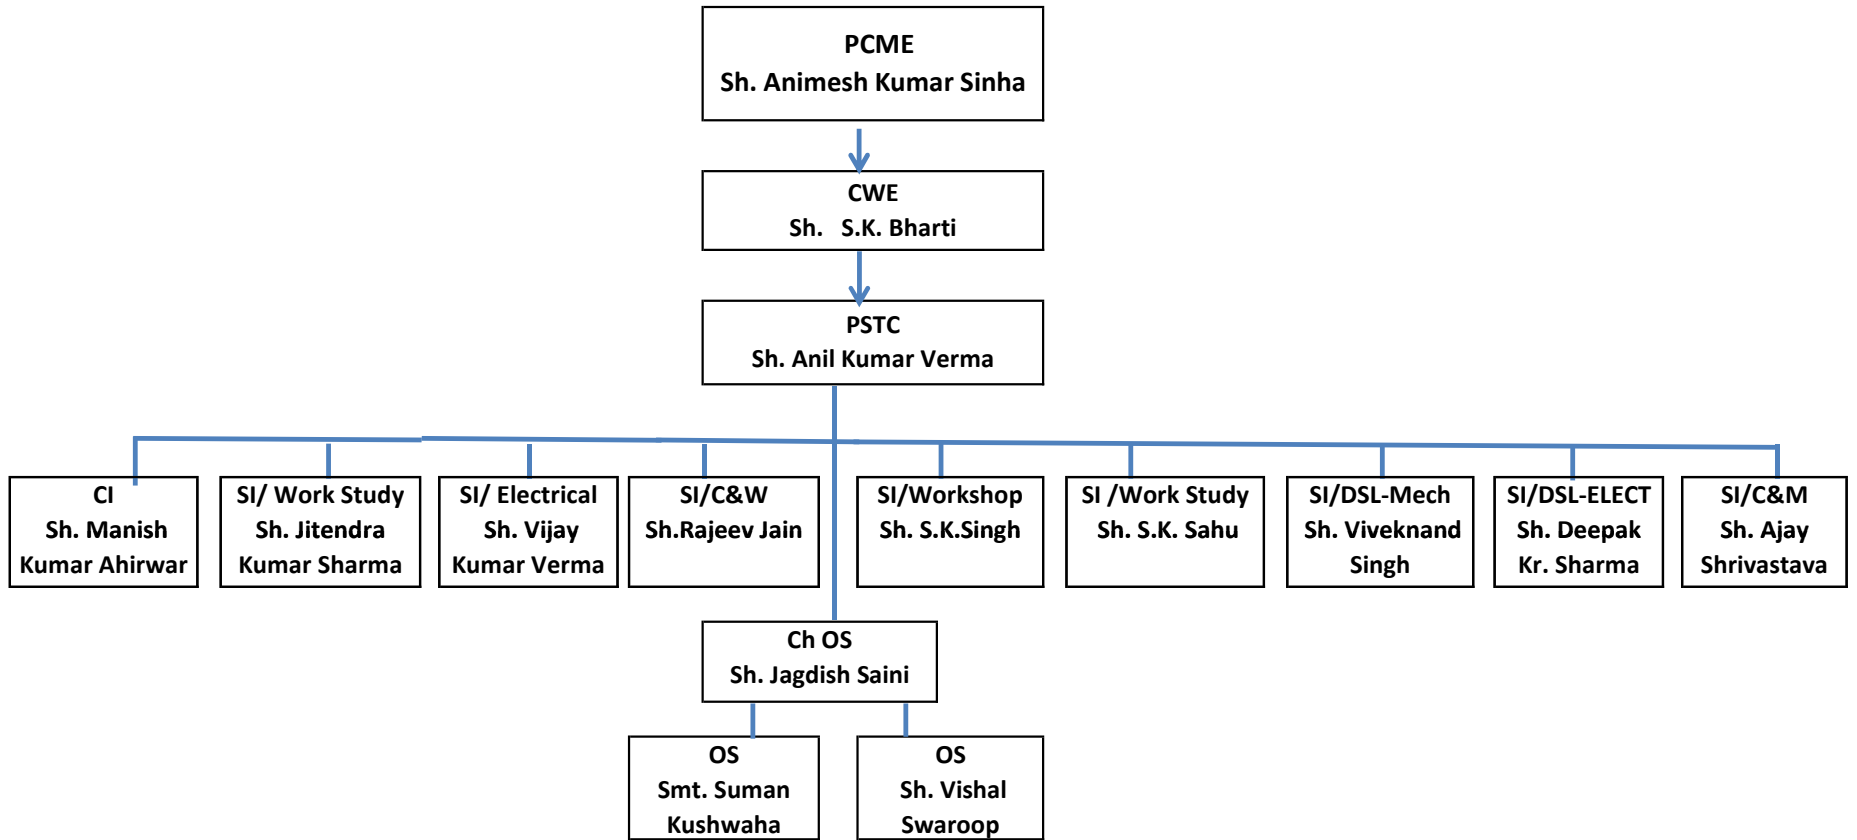 PCME
Sh. Animesh Kumar Sinha
CWE
Sh. S.K. Bharti
PSTC
Sh. Anil Kumar Verma
CI
Sh. Manish
Kumar Ahirwar
SI/ Work Study
Sh. Jitendra
Kumar Sharma
SI/ Electrical
Sh. Vijay
Kumar Verma
SI/C&W
Sh.Rajeev Jain
SI/Workshop
Sh. S.K.Singh
SI /Work Study
Sh. S.K. Sahu
SI/DSL-Mech
Sh. Viveknand
Singh
SI/DSL-ELECT
Sh. Deepak
Kr. Sharma
SI/C&M
Sh. Ajay
Shrivastava
Ch OS
Sh. Jagdish Saini
OS
Smt. Suman
Kushwaha
OS
Sh. Vishal
Swaroop